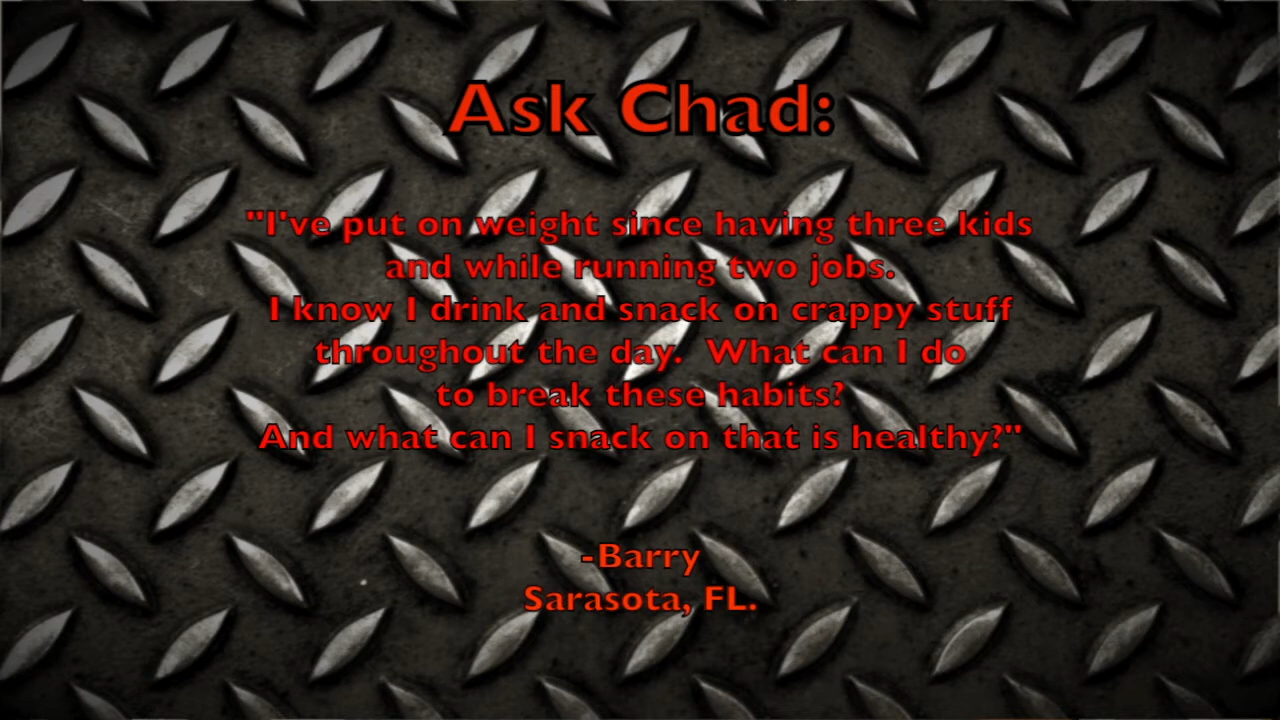 Ask Chad:
"I've put on weight since having three kids
and while running two jobs.
I know I drink and snack on crappy stuff
throughout the day.  What can I do
to break these habits?
And what can I snack on that is healthy?"
-Barry
Sarasota, FL.